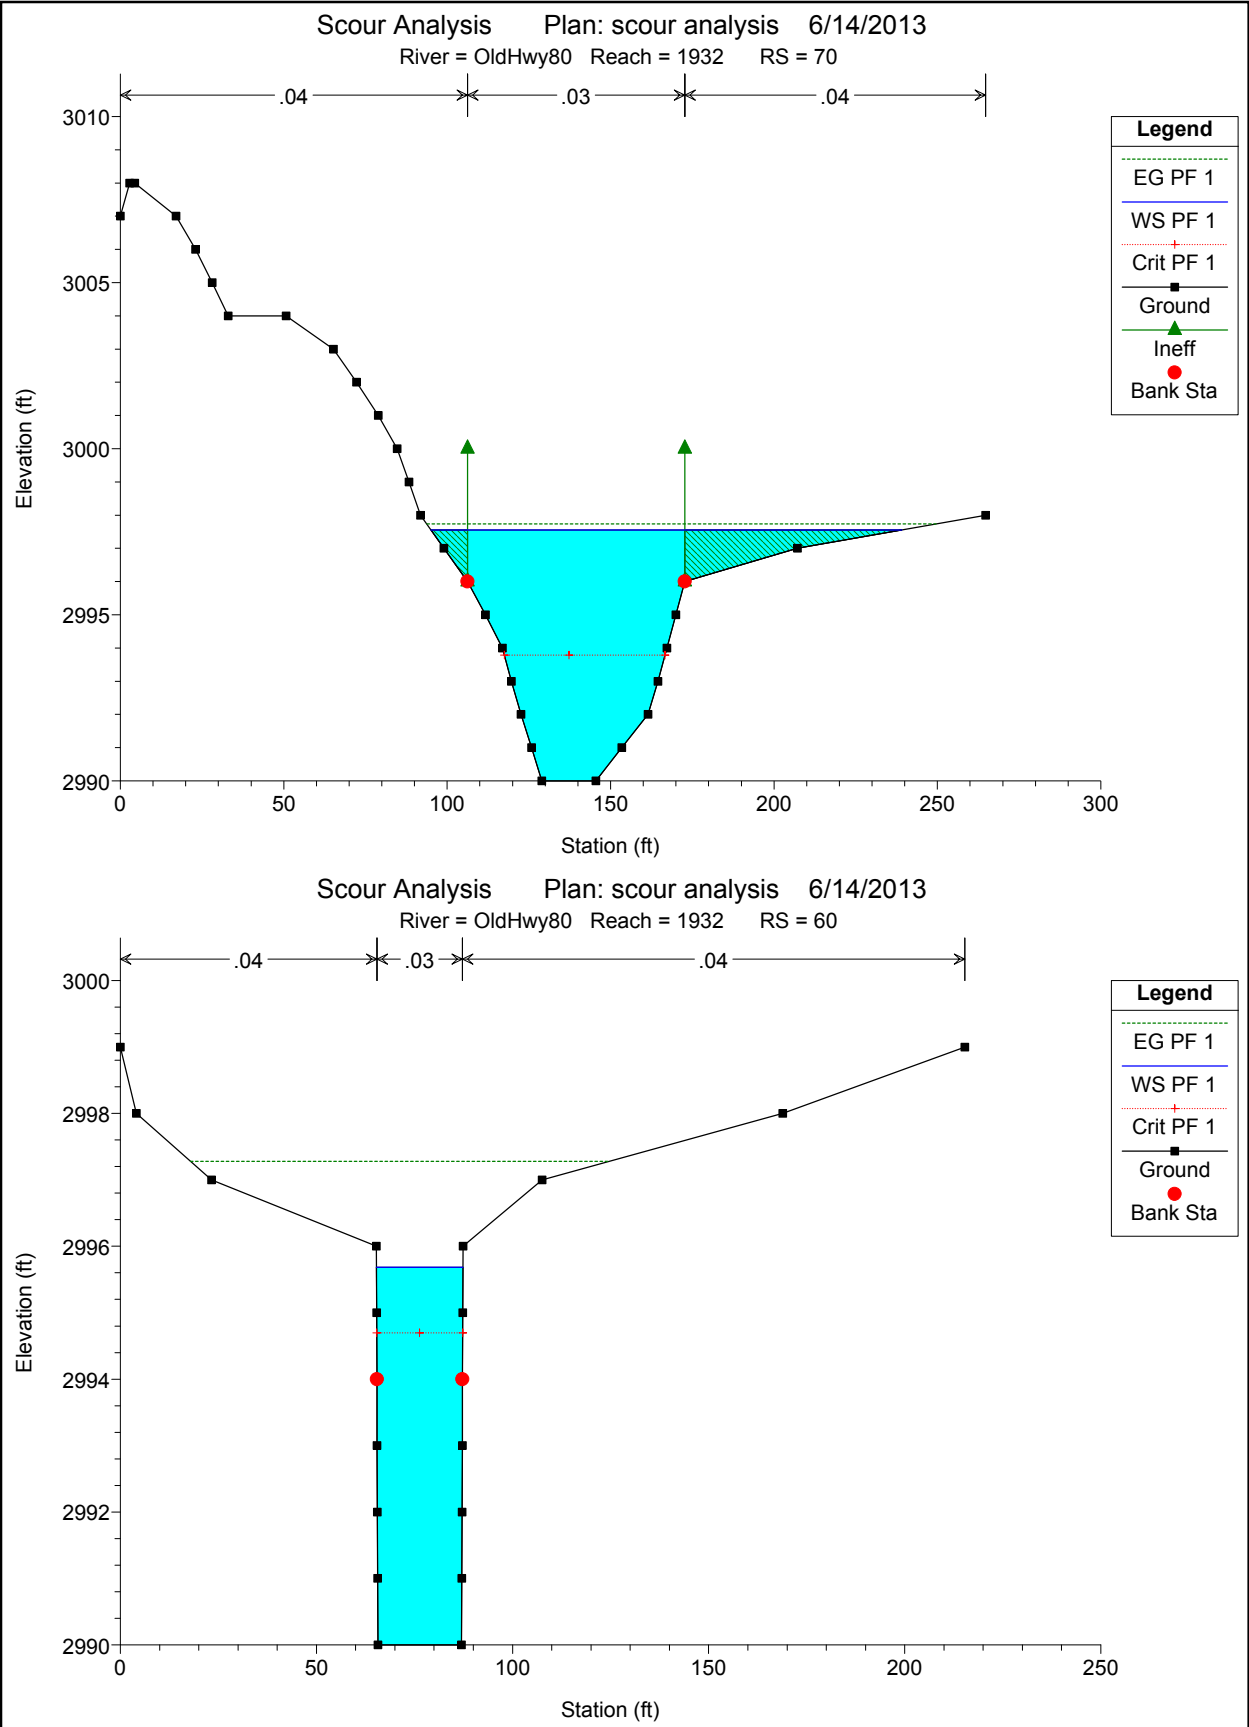 Scour Analysis Plan: scour analysis 6/14/2013
River = OldHwy80 Reach = 1932 RS = 70
.04 .03 .04
3010
3005
3000
2995
2990
Elevation (ft)
0 50 100 150 200 250 300
Station (ft)
Legend
EG PF 1
WS PF 1
Crit PF 1
Ground
Ineff
Bank Sta
Scour Analysis Plan: scour analysis 6/14/2013
River = OldHwy80 Reach = 1932 RS = 60
.04 .03 .04
3000
2998
2996
2994
2992
2990
Elevation (ft)
0 50 100 150 200 250
Station (ft)
Legend
EG PF 1
WS PF 1
Crit PF 1
Ground
Bank Sta